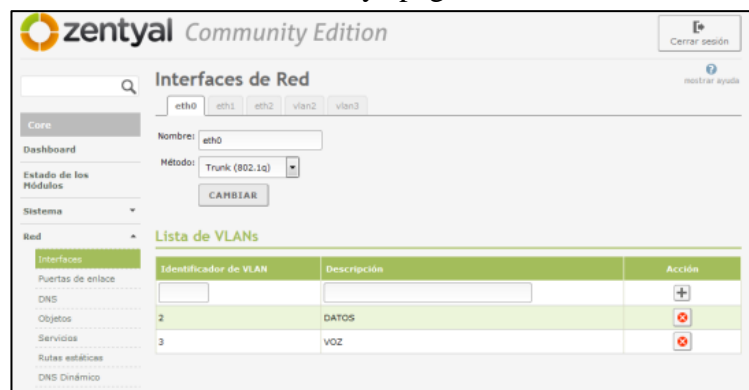 zentyal Community Edition
Cerrar sesión
Interfaces de Red
mostrar ayuda
eth0 eth1 eth2 vlan2 vlan3
Core
Nombre: eth0
Dashboard
Método: Trunk (802.1q)
Estado de los
Módulos
CAMBIAR
Sistema
Red
Lista de VLANs
Interfaces
Identificador de VLAN Descripción Acción
Puertas de enlace
DNS
Objetos
2 DATOS
Servicios
3 VOZ
Rutas estáticas
DNS Dinámico